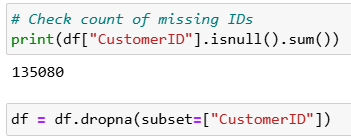 # Check count of missing IDs
print(df["CustomerID"].isnull().sum())
135080
df = df.dropna(subset=["CustomerID"])